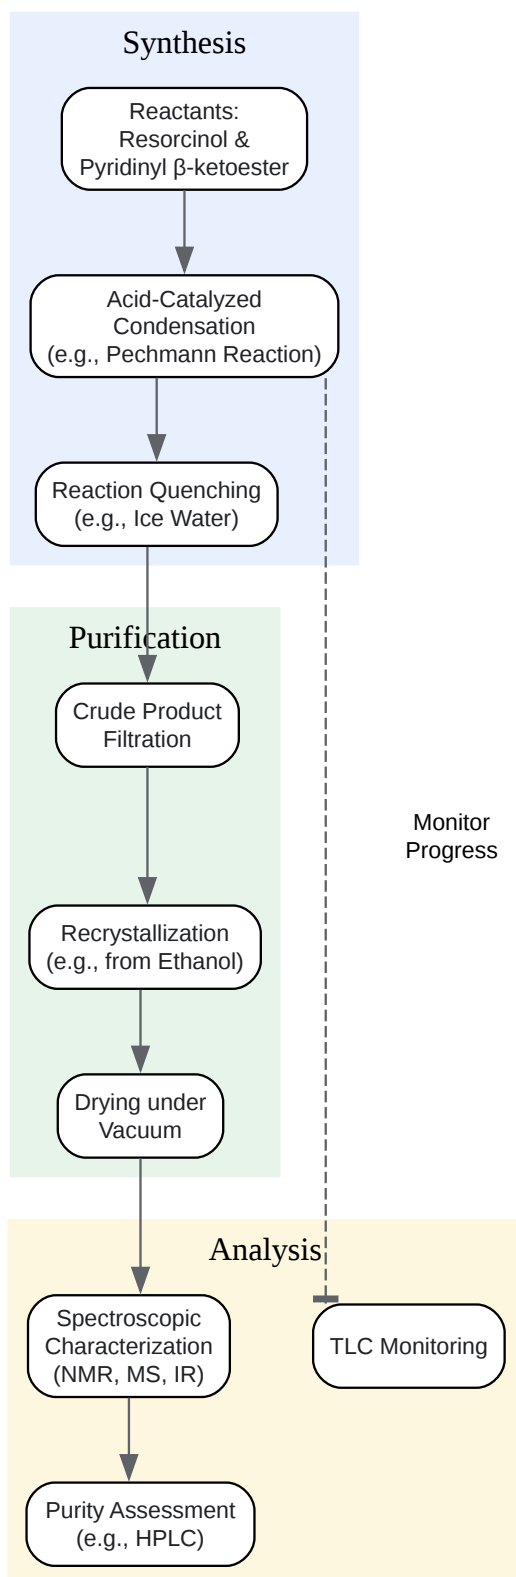 Synthesis
Reactants:
Resorcinol &
Pyridinyl β-ketoester
Acid-Catalyzed
Condensation
(e.g., Pechmann Reaction)
Reaction Quenching
(e.g., Ice Water)
Purification
Crude Product
Filtration
Monitor
Progress
Recrystallization
(e.g., from Ethanol)
Drying under
Vacuum
Analysis
Spectroscopic
Characterization
(NMR, MS, IR)
TLC Monitoring
Purity Assessment
(e.g., HPLC)